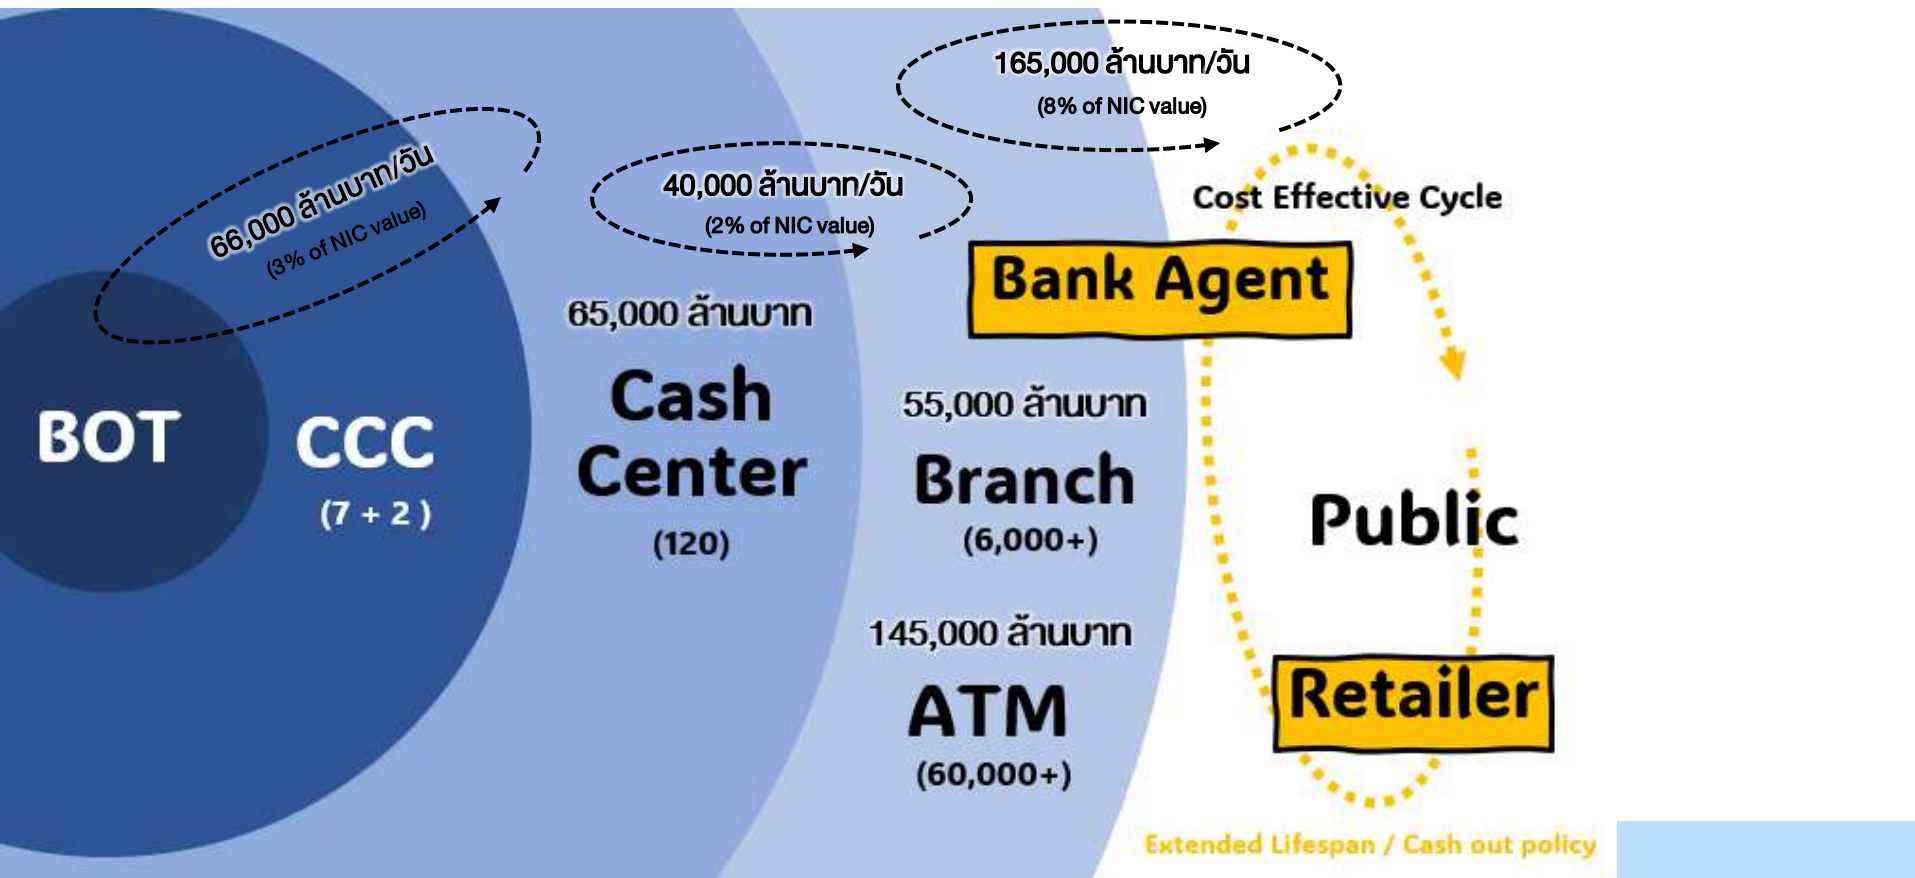 165,000 ล้านบาท/วัน
(8% of NIC value)
66,000 ล้านบาท/วัน
(3% of NIC value)
40,000 ล้านบาท/วัน
(2% of NIC value)
Cost Effective Cycle
Bank Agent
65,000 ล้านบาท
Cash
Center
(120)
BOT
CCC
(7 + 2 )
55,000 ล้านบาท
Branch
(6,000+)
145,000 ล้านบาท
ATM
(60,000+)
Public
Retailer
Extended Lifespan / Cash out policy